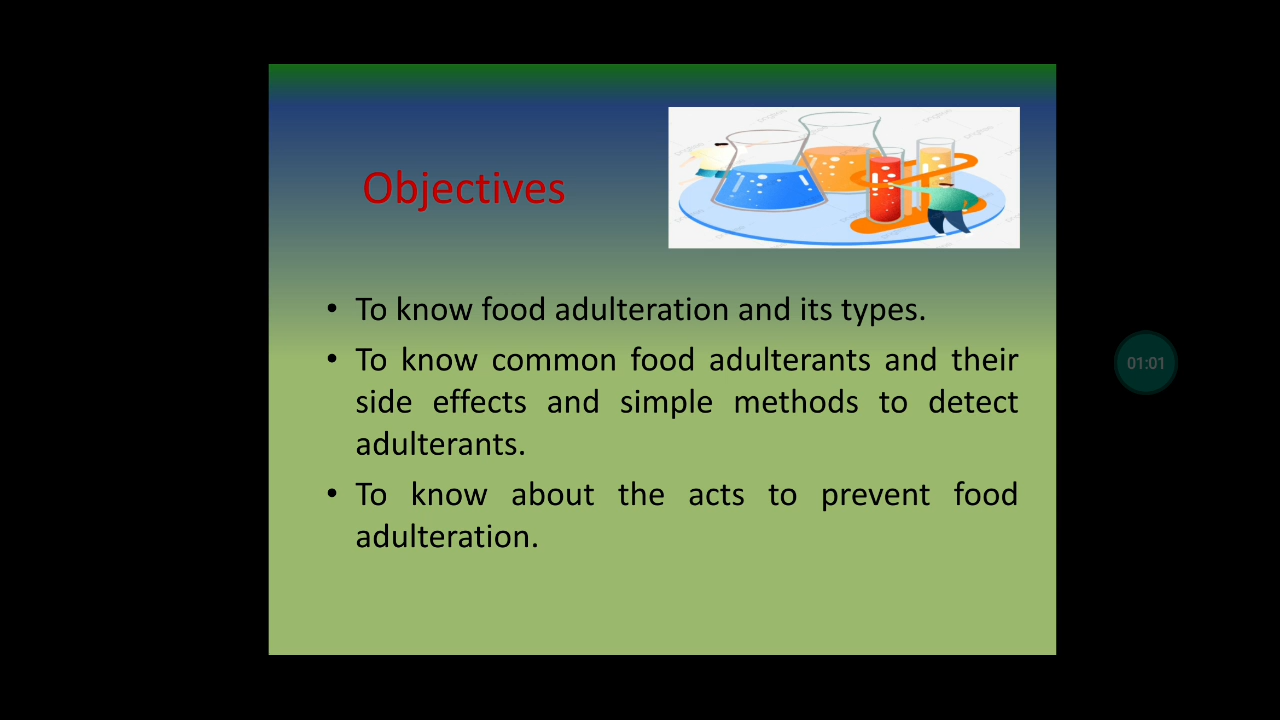 Objectives
• To know food adulteration and its types.
• To know common food adulterants and their
side effects and simple methods to detect
adulterants.
• To know about the acts to prevent food
adulteration.
01:01